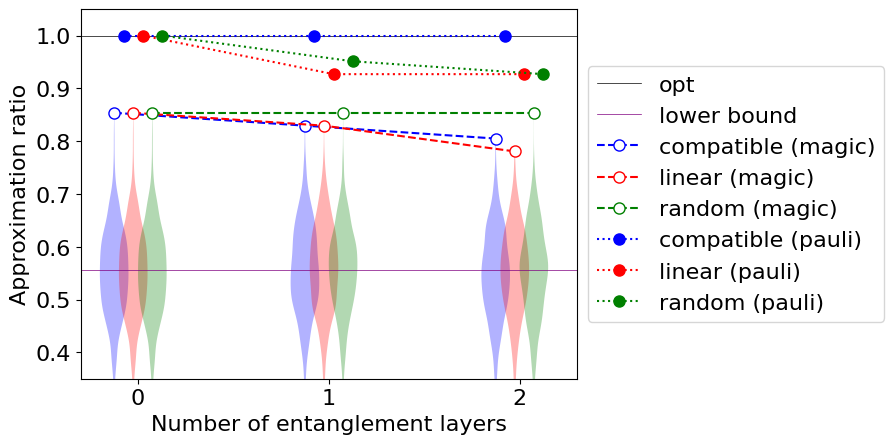 1.0
0.9
0.8
0.7
0.6
0.5
0.4
Approximation ratio
0 1 2
Number of entanglement layers
opt
lower bound
compatible (magic)
linear (magic)
random (magic)
compatible (pauli)
linear (pauli)
random (pauli)